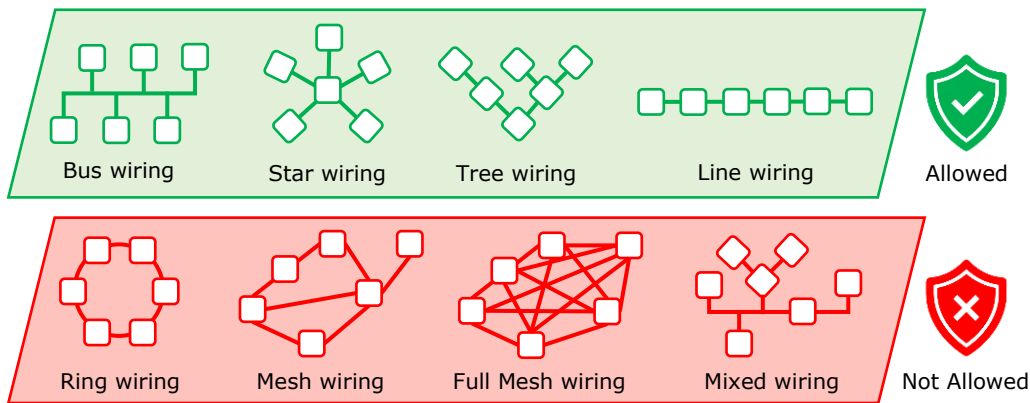 Bus wiring
Star wiring
Tree wiring
Line wiring
Allowed
Ring wiring
Mesh wiring
Full Mesh wiring
Mixed wiring
Not Allowed